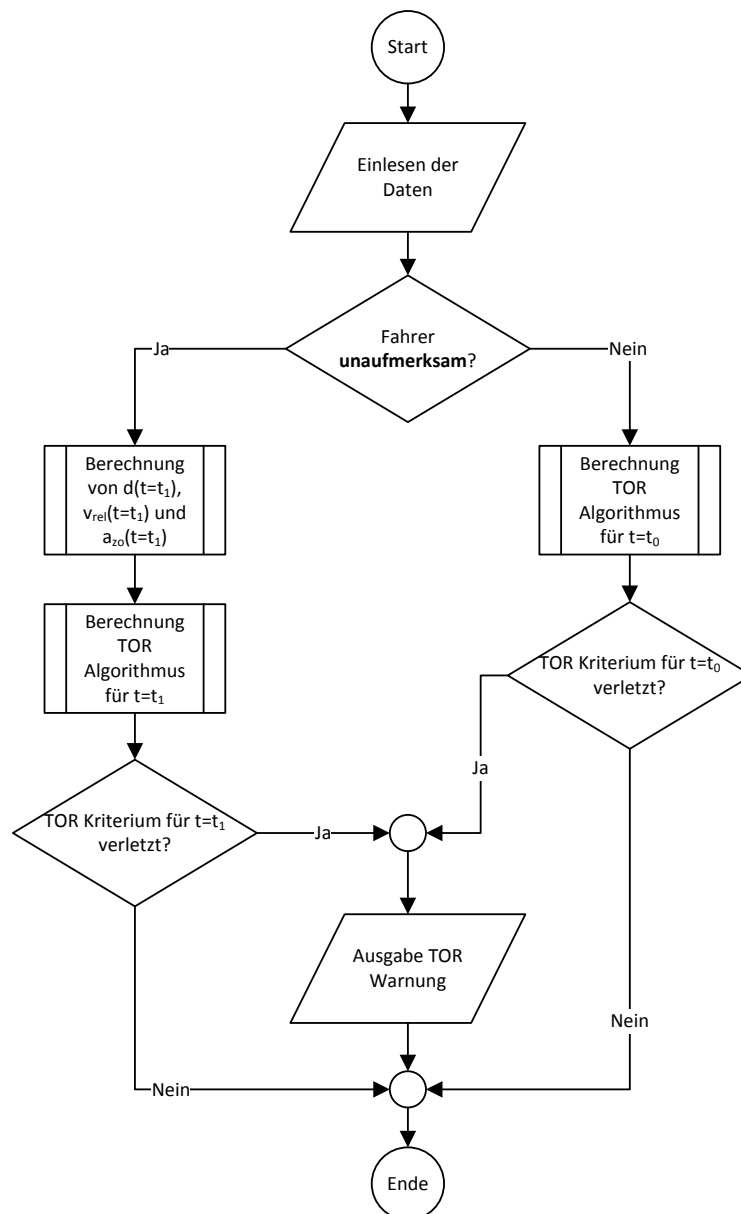 Start
Einlesen der
Daten
Fahrer
unaufmerksam?
Ja
Nein
Berechnung
von d(t=t₁),
vᵣₑₗ(t=t₁) und
a_zo(t=t₁)
Berechnung
TOR
Algorithmus
für t=t₀
Berechnung
TOR
Algorithmus
für t=t₁
TOR Kriterium für t=t₀
verletzt?
Ja
TOR Kriterium für t=t₁
verletzt?
Ja
Ausgabe TOR
Warnung
Nein
Nein
Ende